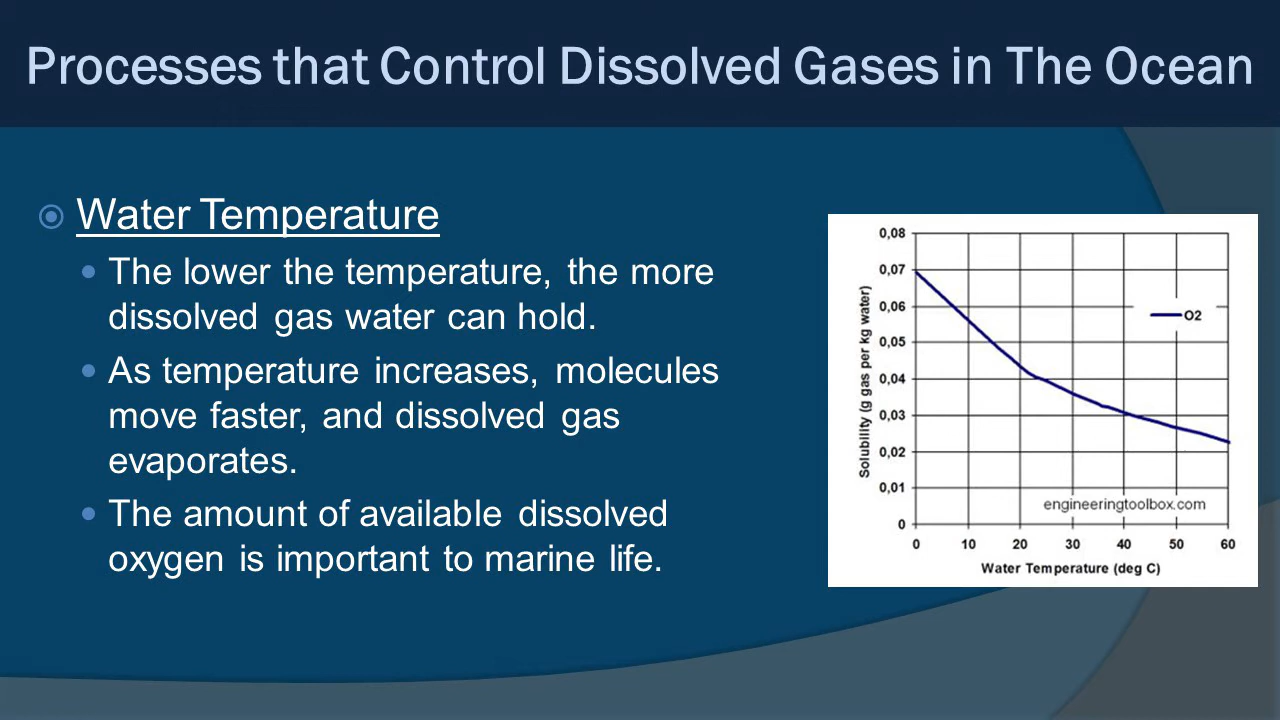 Processes that Control Dissolved Gases in The Ocean
Water Temperature
The lower the temperature, the more
dissolved gas water can hold.
As temperature increases, molecules
move faster, and dissolved gas
evaporates.
The amount of available dissolved
oxygen is important to marine life.
Solubility (g gas per kg water)
0,08
0,07
0,06
0,05
0,04
0,03
0,02
0,01
0
O2
engineeringtoolbox.com
0 10 20 30 40 50 60
Water Temperature (deg C)